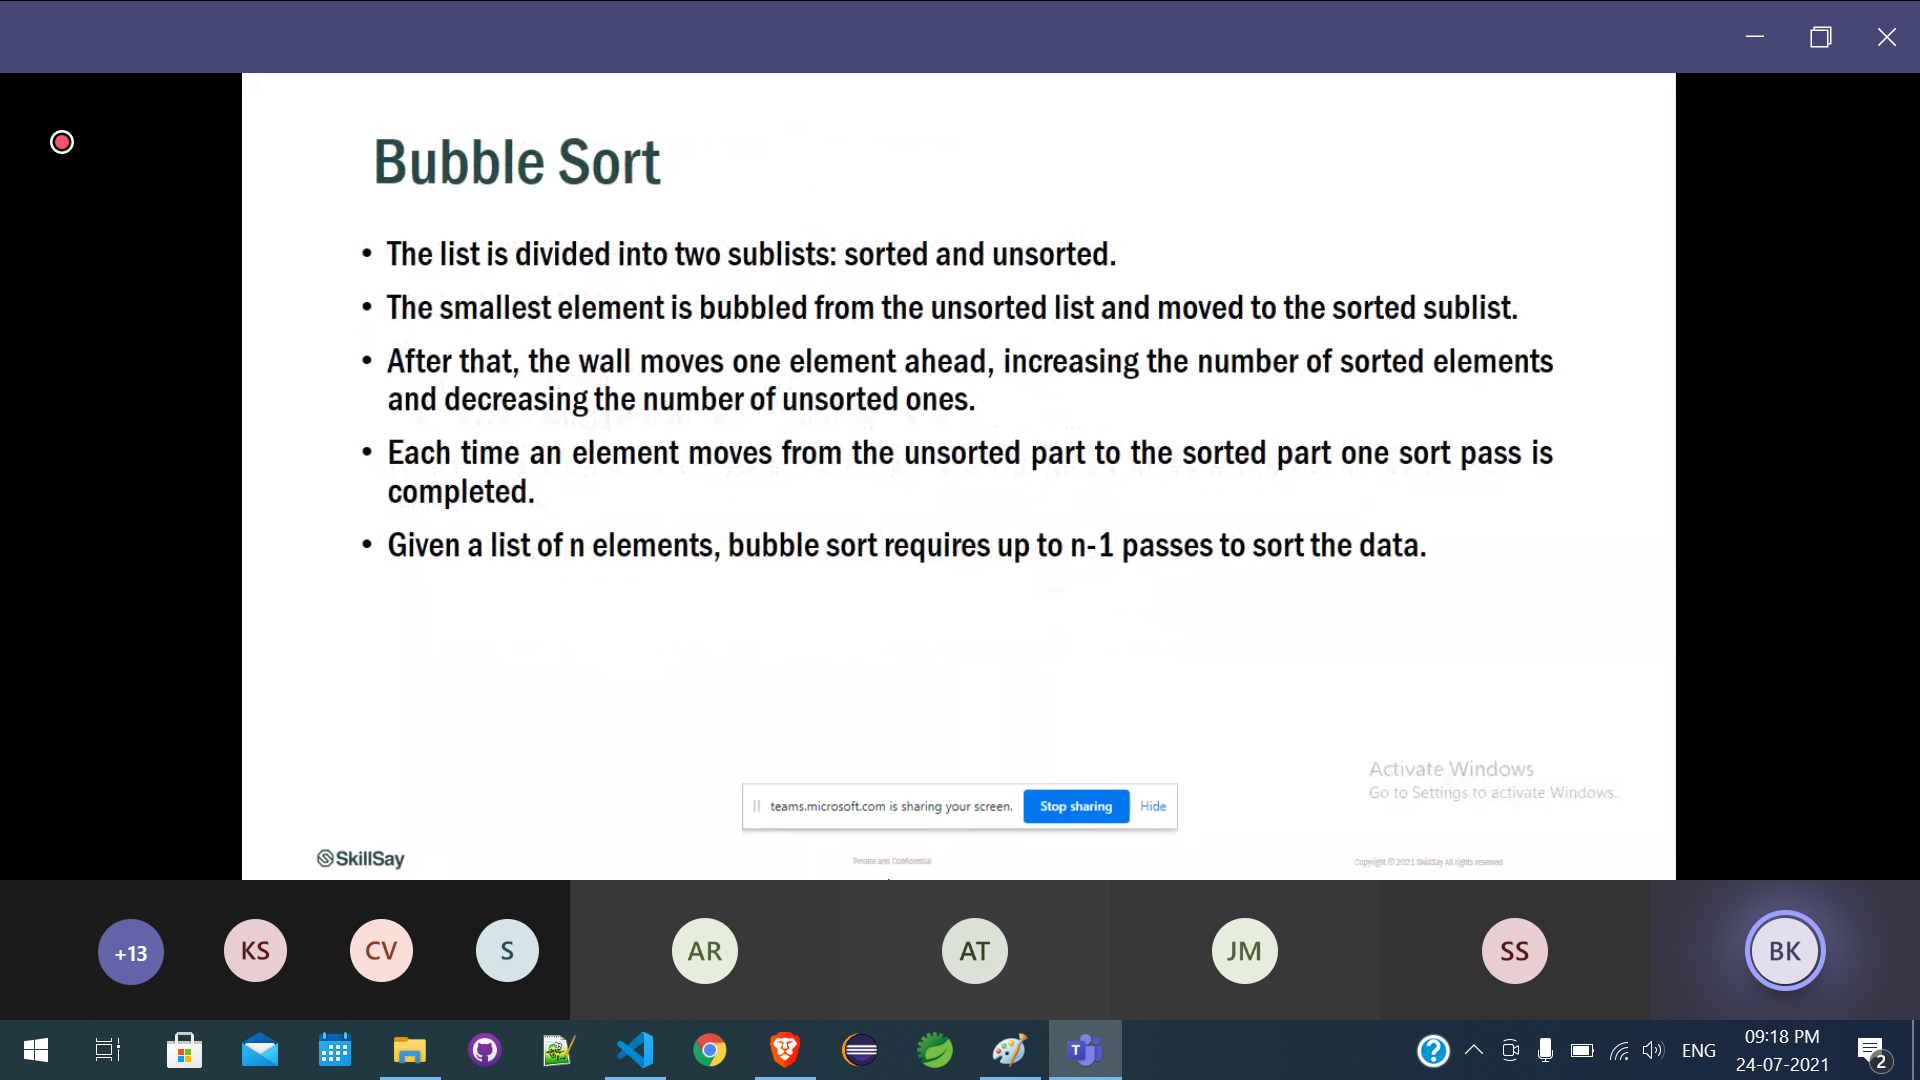 Bubble Sort
• The list is divided into two sublists: sorted and unsorted.
• The smallest element is bubbled from the unsorted list and moved to the sorted sublist.
• After that, the wall moves one element ahead, increasing the number of sorted elements
and decreasing the number of unsorted ones.
• Each time an element moves from the unsorted part to the sorted part one sort pass is
completed.
• Given a list of n elements, bubble sort requires up to n-1 passes to sort the data.
Activate Windows
Go to Settings to activate Windows.
teams.microsoft.com is sharing your screen. Stop sharing Hide
SkillSay Private and Confidential Copyright © 2021 SkillSay All rights reserved
+13 KS CV S AR AT JM SS BK
ENG 09:18 PM
24-07-2021 2